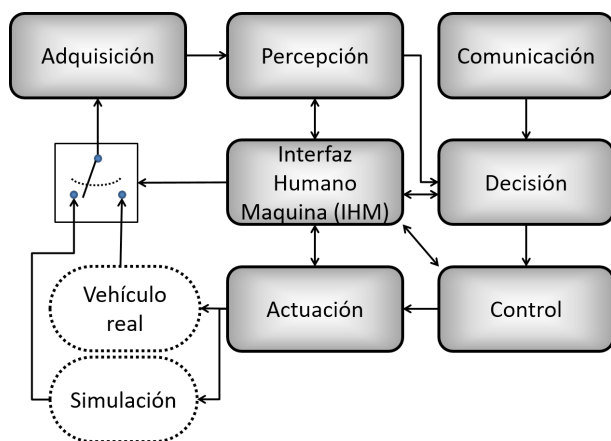 Adquisición
Percepción
Comunicación
Interfaz
Humano
Maquina (IHM)
Decisión
Vehículo
real
Actuación
Control
Simulación